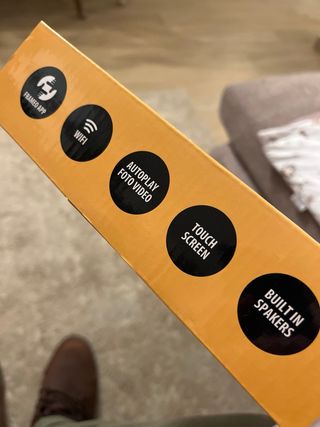 FRAMEO APP
WIFI
AUTOPLAY
FOTO VIDEO
TOUCH
SCREEN
BUILT IN
SPAKERS